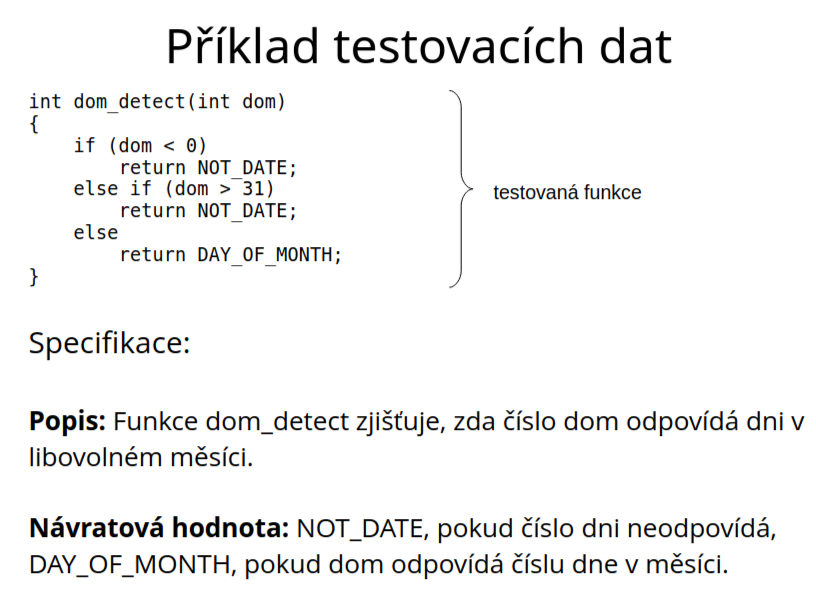 Příklad testovacích dat
int dom_detect(int dom)
{
    if (dom < 0)
        return NOT_DATE;
    else if (dom > 31)
        return NOT_DATE;
    else
        return DAY_OF_MONTH;
}
testovaná funkce
Specifikace:
Popis: Funkce dom_detect zjišťuje, zda číslo dom odpovídá dni v
libovolném měsíci.
Návratová hodnota: NOT_DATE, pokud číslo dni neodpovídá,
DAY_OF_MONTH, pokud dom odpovídá číslu dne v měsíci.